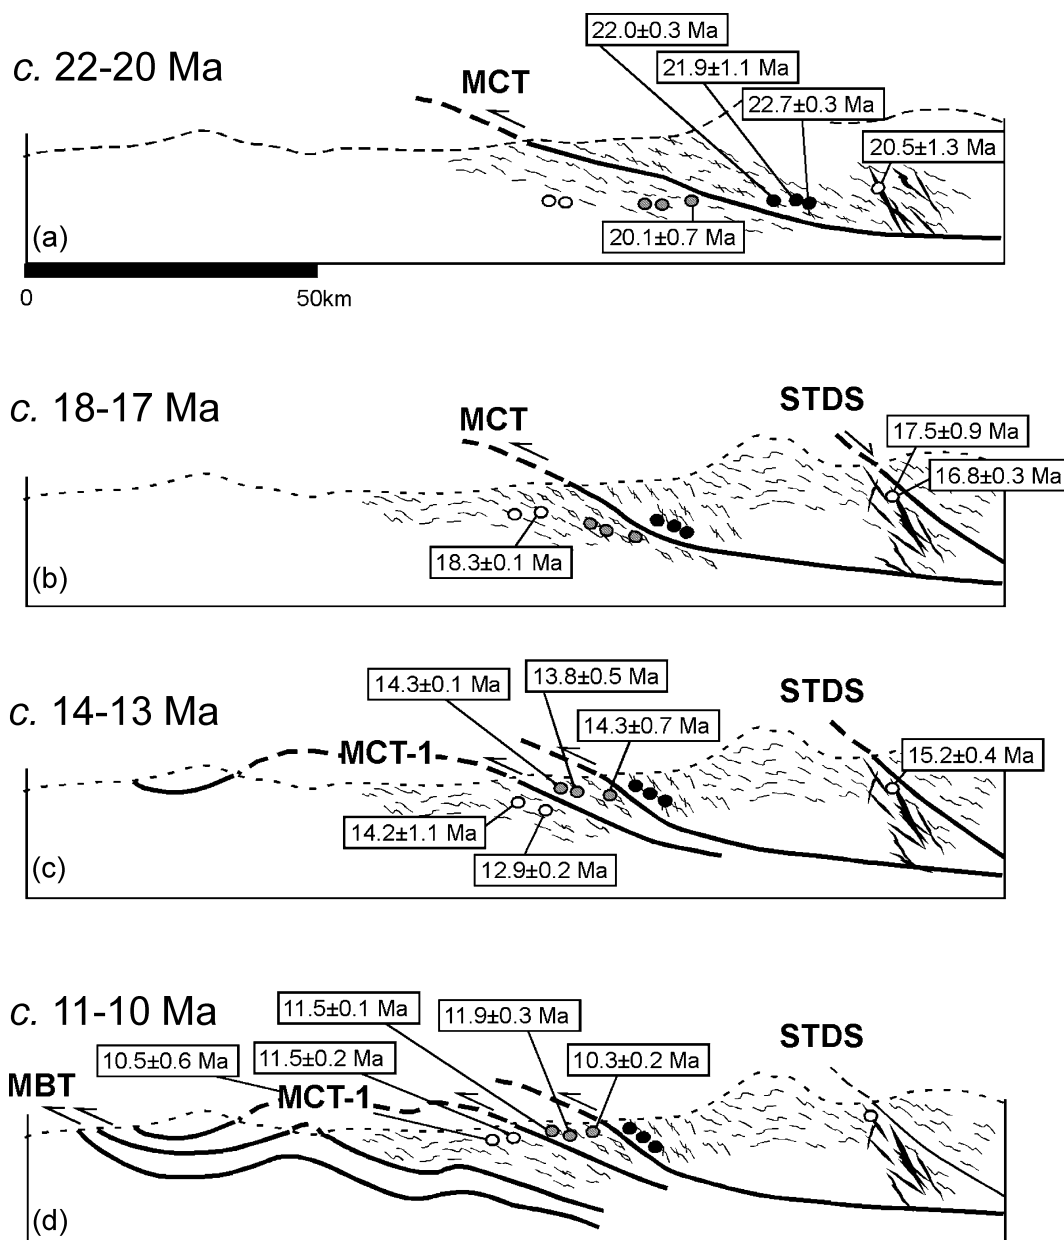 c. 22-20 Ma
MCT
22.0±0.3 Ma
21.9±1.1 Ma
22.7±0.3 Ma
20.5±1.3 Ma
20.1±0.7 Ma
(a)
0
50km
c. 18-17 Ma
MCT
STDS
17.5±0.9 Ma
16.8±0.3 Ma
18.3±0.1 Ma
(b)
c. 14-13 Ma
14.3±0.1 Ma
13.8±0.5 Ma
STDS
14.3±0.7 Ma
MCT-1
15.2±0.4 Ma
14.2±1.1 Ma
12.9±0.2 Ma
(c)
c. 11-10 Ma
11.5±0.1 Ma
11.9±0.3 Ma
STDS
10.5±0.6 Ma
11.5±0.2 Ma
10.3±0.2 Ma
MBT
MCT-1
(d)